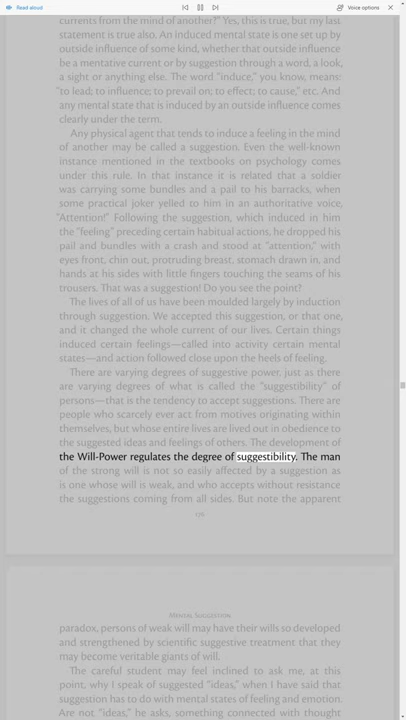 Read aloud
Voice options
currents from the mind of another?" Yes, this is true, but my last
statement is true also. An induced mental state is one set up by
outside influence of some kind, whether that outside influence
be a mentative current or by suggestion through a word, a look,
a sight or anything else. The word "induce," you know, means:
"to lead; to influence; to prevail on; to effect; to cause," etc. And
any mental state that is induced by an outside influence comes
clearly under the term.
Any physical agent that tends to induce a feeling in the mind
of another may be called a suggestion. Even the well-known
instance mentioned in the textbooks on psychology comes
under this rule. In that instance it is related that a soldier
was carrying some bundles and a pail to his barracks, when
some practical joker yelled to him in an authoritative voice,
"Attention!" Following the suggestion, which induced in him
the "feeling" preceding certain habitual actions, he dropped his
pail and bundles with a crash and stood at "attention," with
eyes front, chin out, protruding breast, stomach drawn in, and
hands at his sides with little fingers touching the seams of his
trousers. That was a suggestion! Do you see the point?
The lives of all of us have been moulded largely by induction
through suggestion. We accepted this suggestion, or that one,
and it changed the whole current of our lives. Certain things
induced certain feelings—called into activity certain mental
states—and action followed close upon the heels of feeling.
There are varying degrees of suggestive power, just as there
are varying degrees of what is called the "suggestibility" of
persons—that is the tendency to accept suggestions. There are
people who scarcely ever act from motives originating within
themselves, but whose entire lives are lived out in obedience to
the suggested ideas and feelings of others. The development of
the Will-Power regulates the degree of suggestibility. The man
of the strong will is not so easily affected by a suggestion as
is one whose will is weak, and who accepts without resistance
the suggestions coming from all sides. But note the apparent
Mental Suggestion
paradox, persons of weak will may have their wills so developed
and strengthened by scientific suggestive treatment that they
may become veritable giants of will.
The careful student may feel inclined to ask me, at this
point, why I speak of suggested "ideas," when I have said that
suggestion has to do with mental states of feeling and emotion.
Are not "ideas," he asks, something connected with thought